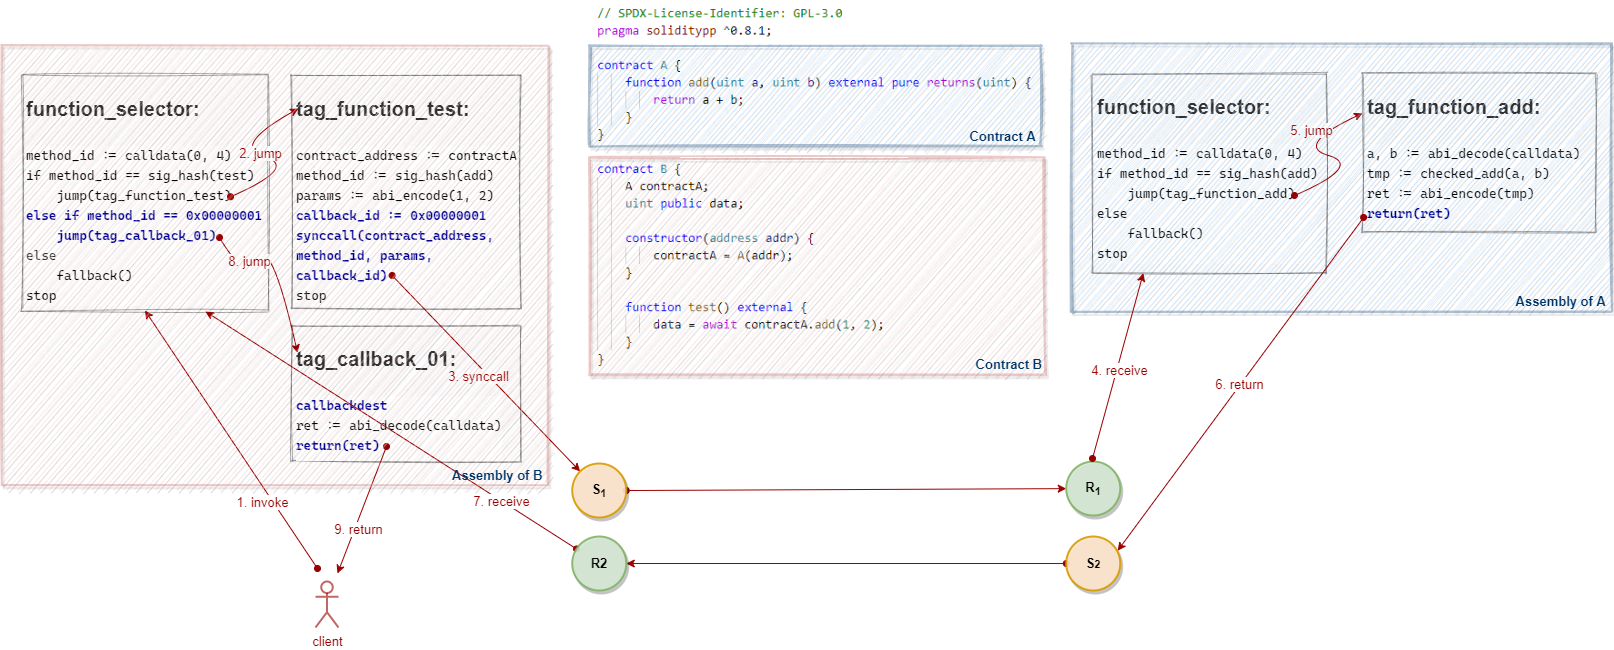 // SPDX-License-Identifier: GPL-3.0
pragma soliditypp ^0.8.1;
function_selector:
method_id := calldata(0, 4)
if method_id == sig_hash(test)
jump(tag_function_test)
else if method_id == 0x00000001
jump(tag_callback_01)
else
fallback()
stop
2. jump
8. jump
tag_function_test:
contract_address := contractA
method_id := sig_hash(add)
params := abi_encode(1, 2)
callback_id := 0x00000001
synccall(contract_address,
method_id, params,
callback_id)
stop
tag_callback_01:
callbackdest
ret := abi_decode(calldata)
return(ret)
Assembly of B
3. synccall
1. invoke
7. receive
9. return
client
contract A {
function add(uint a, uint b) external pure returns(uint) {
return a + b;
}
}
Contract A
contract B {
A contractA;
uint public data;
constructor(address addr) {
contractA = A(addr);
}
function test() external {
data = await contractA.add(1, 2);
}
}
Contract B
function_selector:
method_id := calldata(0, 4)
if method_id == sig_hash(add)
jump(tag_function_add)
else
fallback()
stop
5. jump
tag_function_add:
a, b := abi_decode(calldata)
tmp := checked_add(a, b)
ret := abi_encode(tmp)
return(ret)
Assembly of A
4. receive
6. return
S1
R1
R2
S2